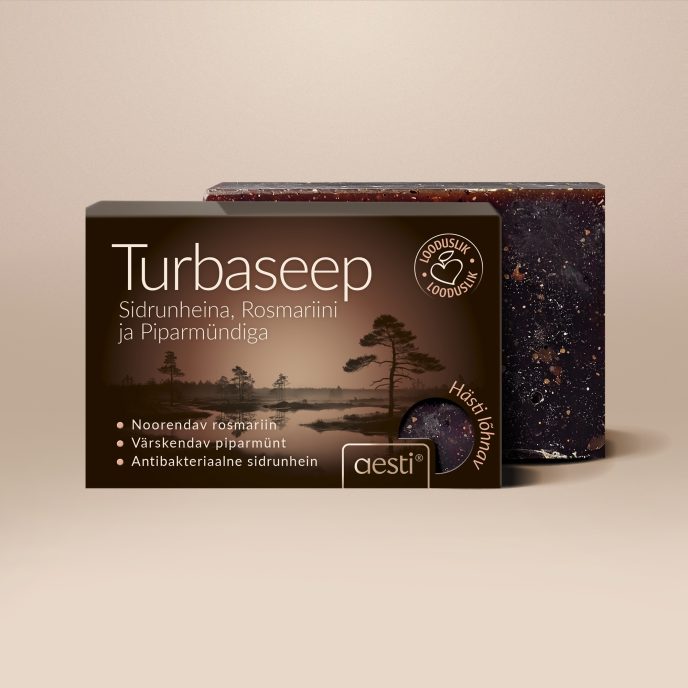 Turbaseep
Sidrunheina, Rosmariini
ja Piparmündiga
LOODUSLIK
LOODUSLIK
Noorendav rosmariin
Värskendav piparmünt
Antibakteriaalne sidrunhein
Hästi lõhnav
aesti®